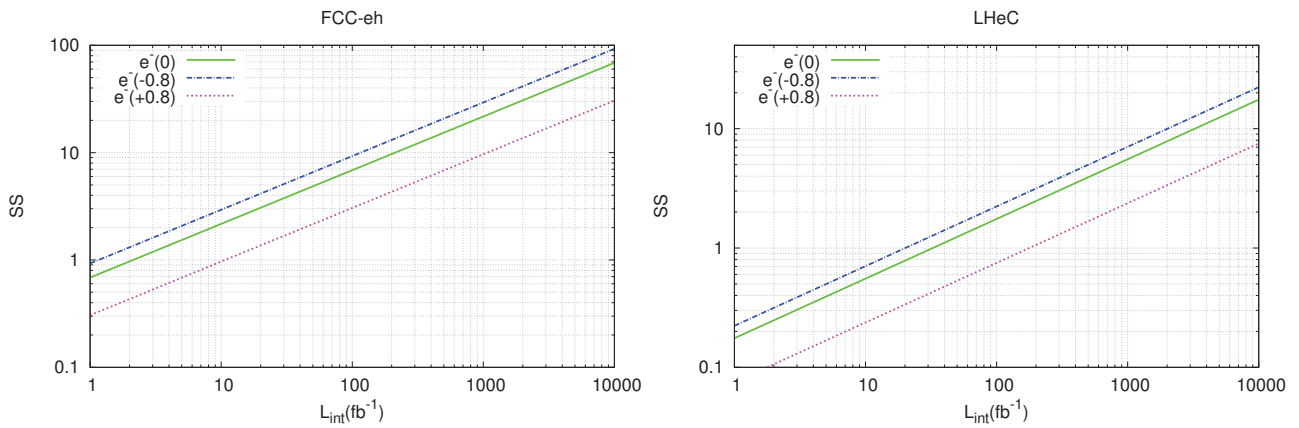 FCC-eh
SS
100
10
1
0.1
e⁻(0)
e⁻(-0.8)
e⁻(+0.8)
1 10 100 1000 10000
L_int(fb⁻¹)
LHeC
SS
10
1
0.1
e⁻(0)
e⁻(-0.8)
e⁻(+0.8)
1 10 100 1000 10000
L_int(fb⁻¹)